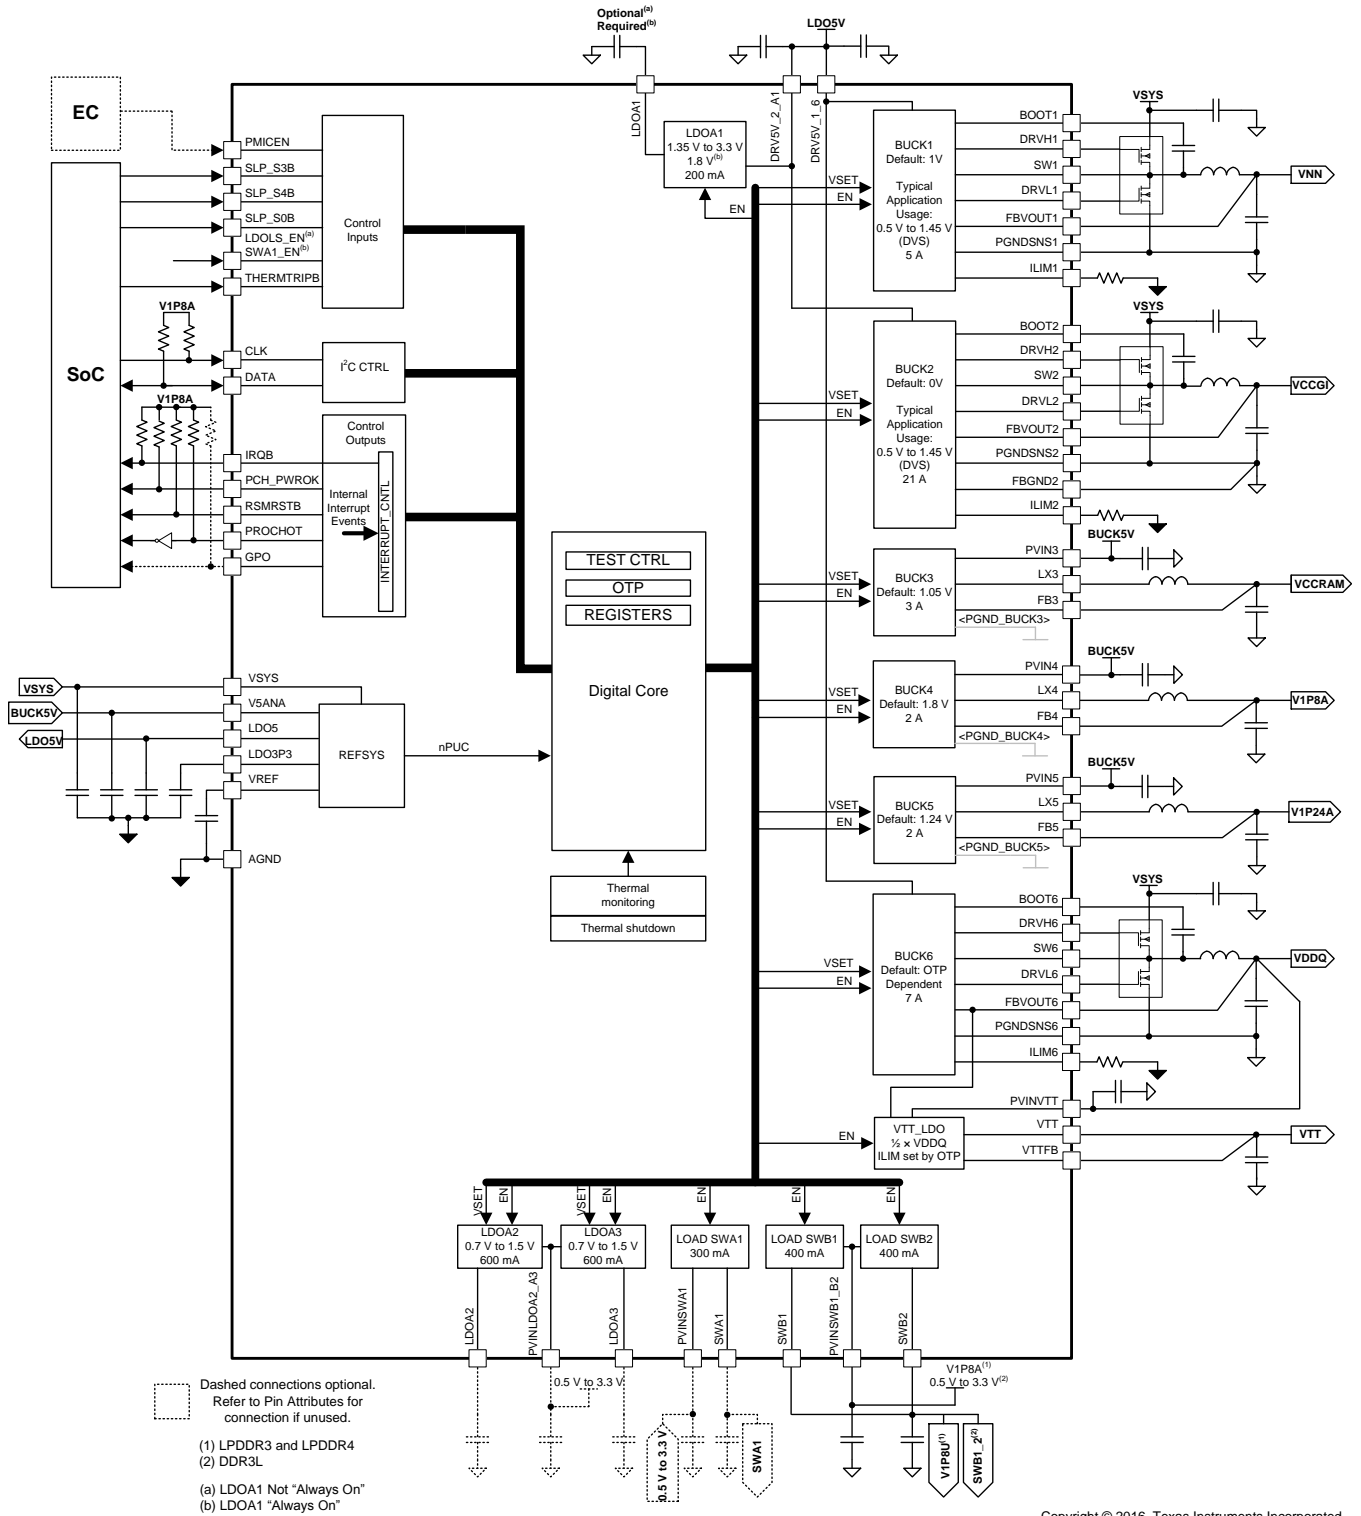 Optional(a)
Required(b)
LDO5V
EC
SoC
PMICEN
SLP_S3B
SLP_S4B
SLP_S0B
LDOLS_EN(a)
SWA1_EN(b)
THERMTRIPB
Control
Inputs
V1P8A
CLK
DATA
I2C CTRL
V1P8A
IRQB
PCH_PWROK
RSMRSTB
PROCHOT
GPO
Control
Outputs
Internal
Interrupt
Events
INTERRUPT_CNTL
VSYS
BUCK5V
LDO5V
VSYS
V5ANA
LDO5
LDO3P3
VREF
AGND
REFSYS
nPUC
TEST CTRL
OTP
REGISTERS
Digital Core
Thermal
monitoring
Thermal shutdown
LDOA1
LDOA1
1.35 V to 3.3 V
1.8 V(b)
200 mA
EN
DRV5V_2_A1
DRV5V_1_6
VSET
EN
BUCK1
Default: 1V
Typical
Application
Usage:
0.5 V to 1.45 V
(DVS)
5 A
BOOT1
DRVH1
SW1
DRVL1
FBVOUT1
PGNDSNS1
ILIM1
VSYS
VNN
VSET
EN
BUCK2
Default: 0V
Typical
Application
Usage:
0.5 V to 1.45 V
(DVS)
21 A
BOOT2
DRVH2
SW2
DRVL2
FBVOUT2
PGNDSNS2
FBGND2
ILIM2
VSYS
VCCGI
VSET
EN
BUCK3
Default: 1.05 V
3 A
PVIN3
LX3
FB3
<PGND_BUCK3>
BUCK5V
VCCRAM
VSET
EN
BUCK4
Default: 1.8 V
2 A
PVIN4
LX4
FB4
<PGND_BUCK4>
BUCK5V
V1P8A
VSET
EN
BUCK5
Default: 1.24 V
2 A
PVIN5
LX5
FB5
<PGND_BUCK5>
BUCK5V
V1P24A
VSET
EN
BUCK6
Default: OTP
Dependent
7 A
BOOT6
DRVH6
SW6
DRVL6
FBVOUT6
PGNDSNS6
ILIM6
VSYS
VDDQ
EN
VTT_LDO
½ × VDDQ
ILIM set by OTP
PVINVTT
VTT
VTTFB
VTT
VSET
EN
VSET
EN
EN
EN
EN
LDOA2
0.7 V to 1.5 V
600 mA
LDOA3
0.7 V to 1.5 V
600 mA
LOAD SWA1
300 mA
LOAD SWB1
400 mA
LOAD SWB2
400 mA
LDOA2
PVINLDOA2_A3
LDOA3
PVINSWA1
SWA1
SWB1
PVINSWB1_B2
SWB2
0.5 V to 3.3 V
V1P8A(1)
0.5 V to 3.3 V(2)
0.5 V to 3.3 V
SWA1
V1P8U(1)
SWB1_2(2)
Dashed connections optional.
Refer to Pin Attributes for
connection if unused.
(1) LPDDR3 and LPDDR4
(2) DDR3L
(a) LDOA1 Not “Always On”
(b) LDOA1 “Always On”
Copyright © 2016, Texas Instruments Incorporated